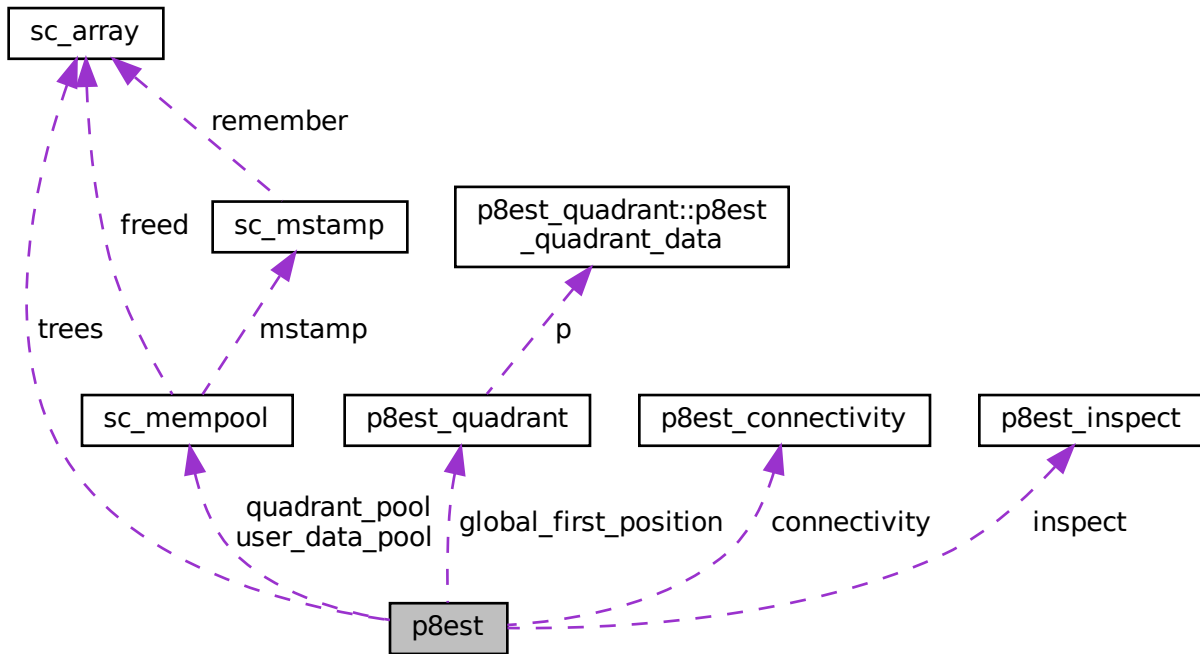 sc_array
remember
sc_mstamp
p8est_quadrant::p8est
_quadrant_data
freed
trees
mstamp
p
sc_mempool
p8est_quadrant
p8est_connectivity
p8est_inspect
quadrant_pool
user_data_pool
global_first_position
connectivity
inspect
p8est